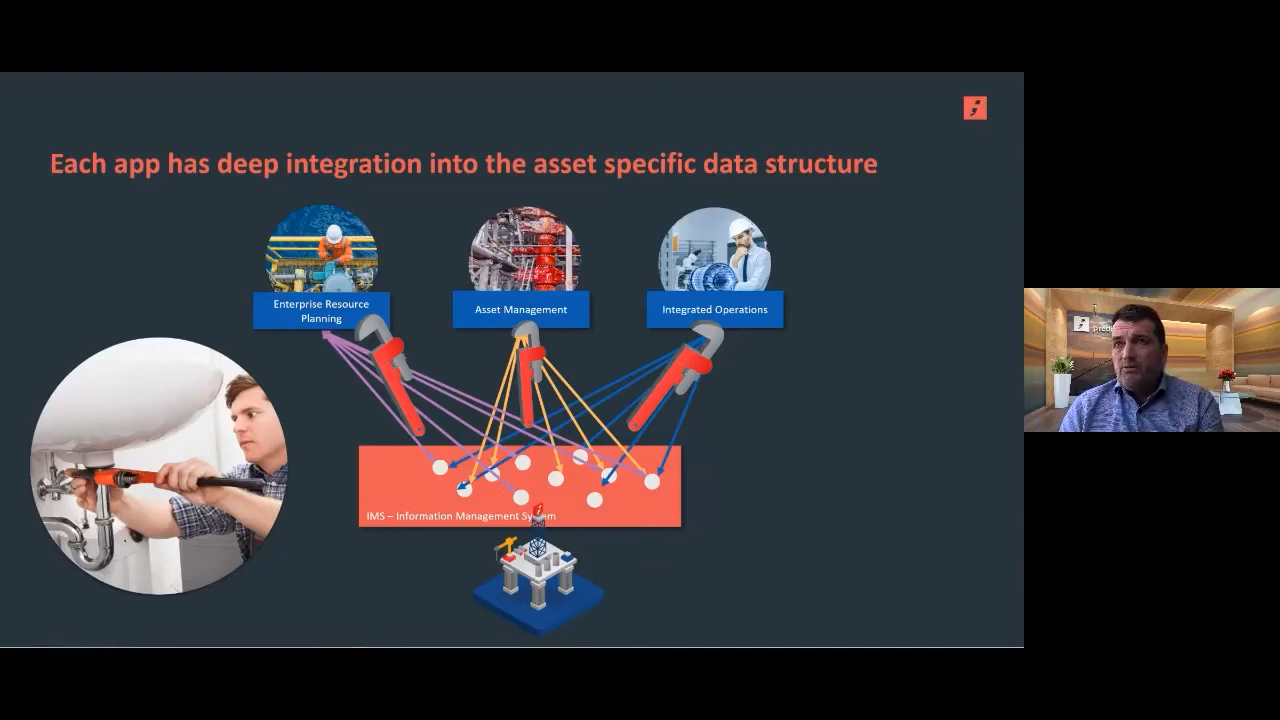 Each app has deep integration into the asset specific data structure
Enterprise Resource
Planning
Asset Management
Integrated Operations
IMS – Information Management System